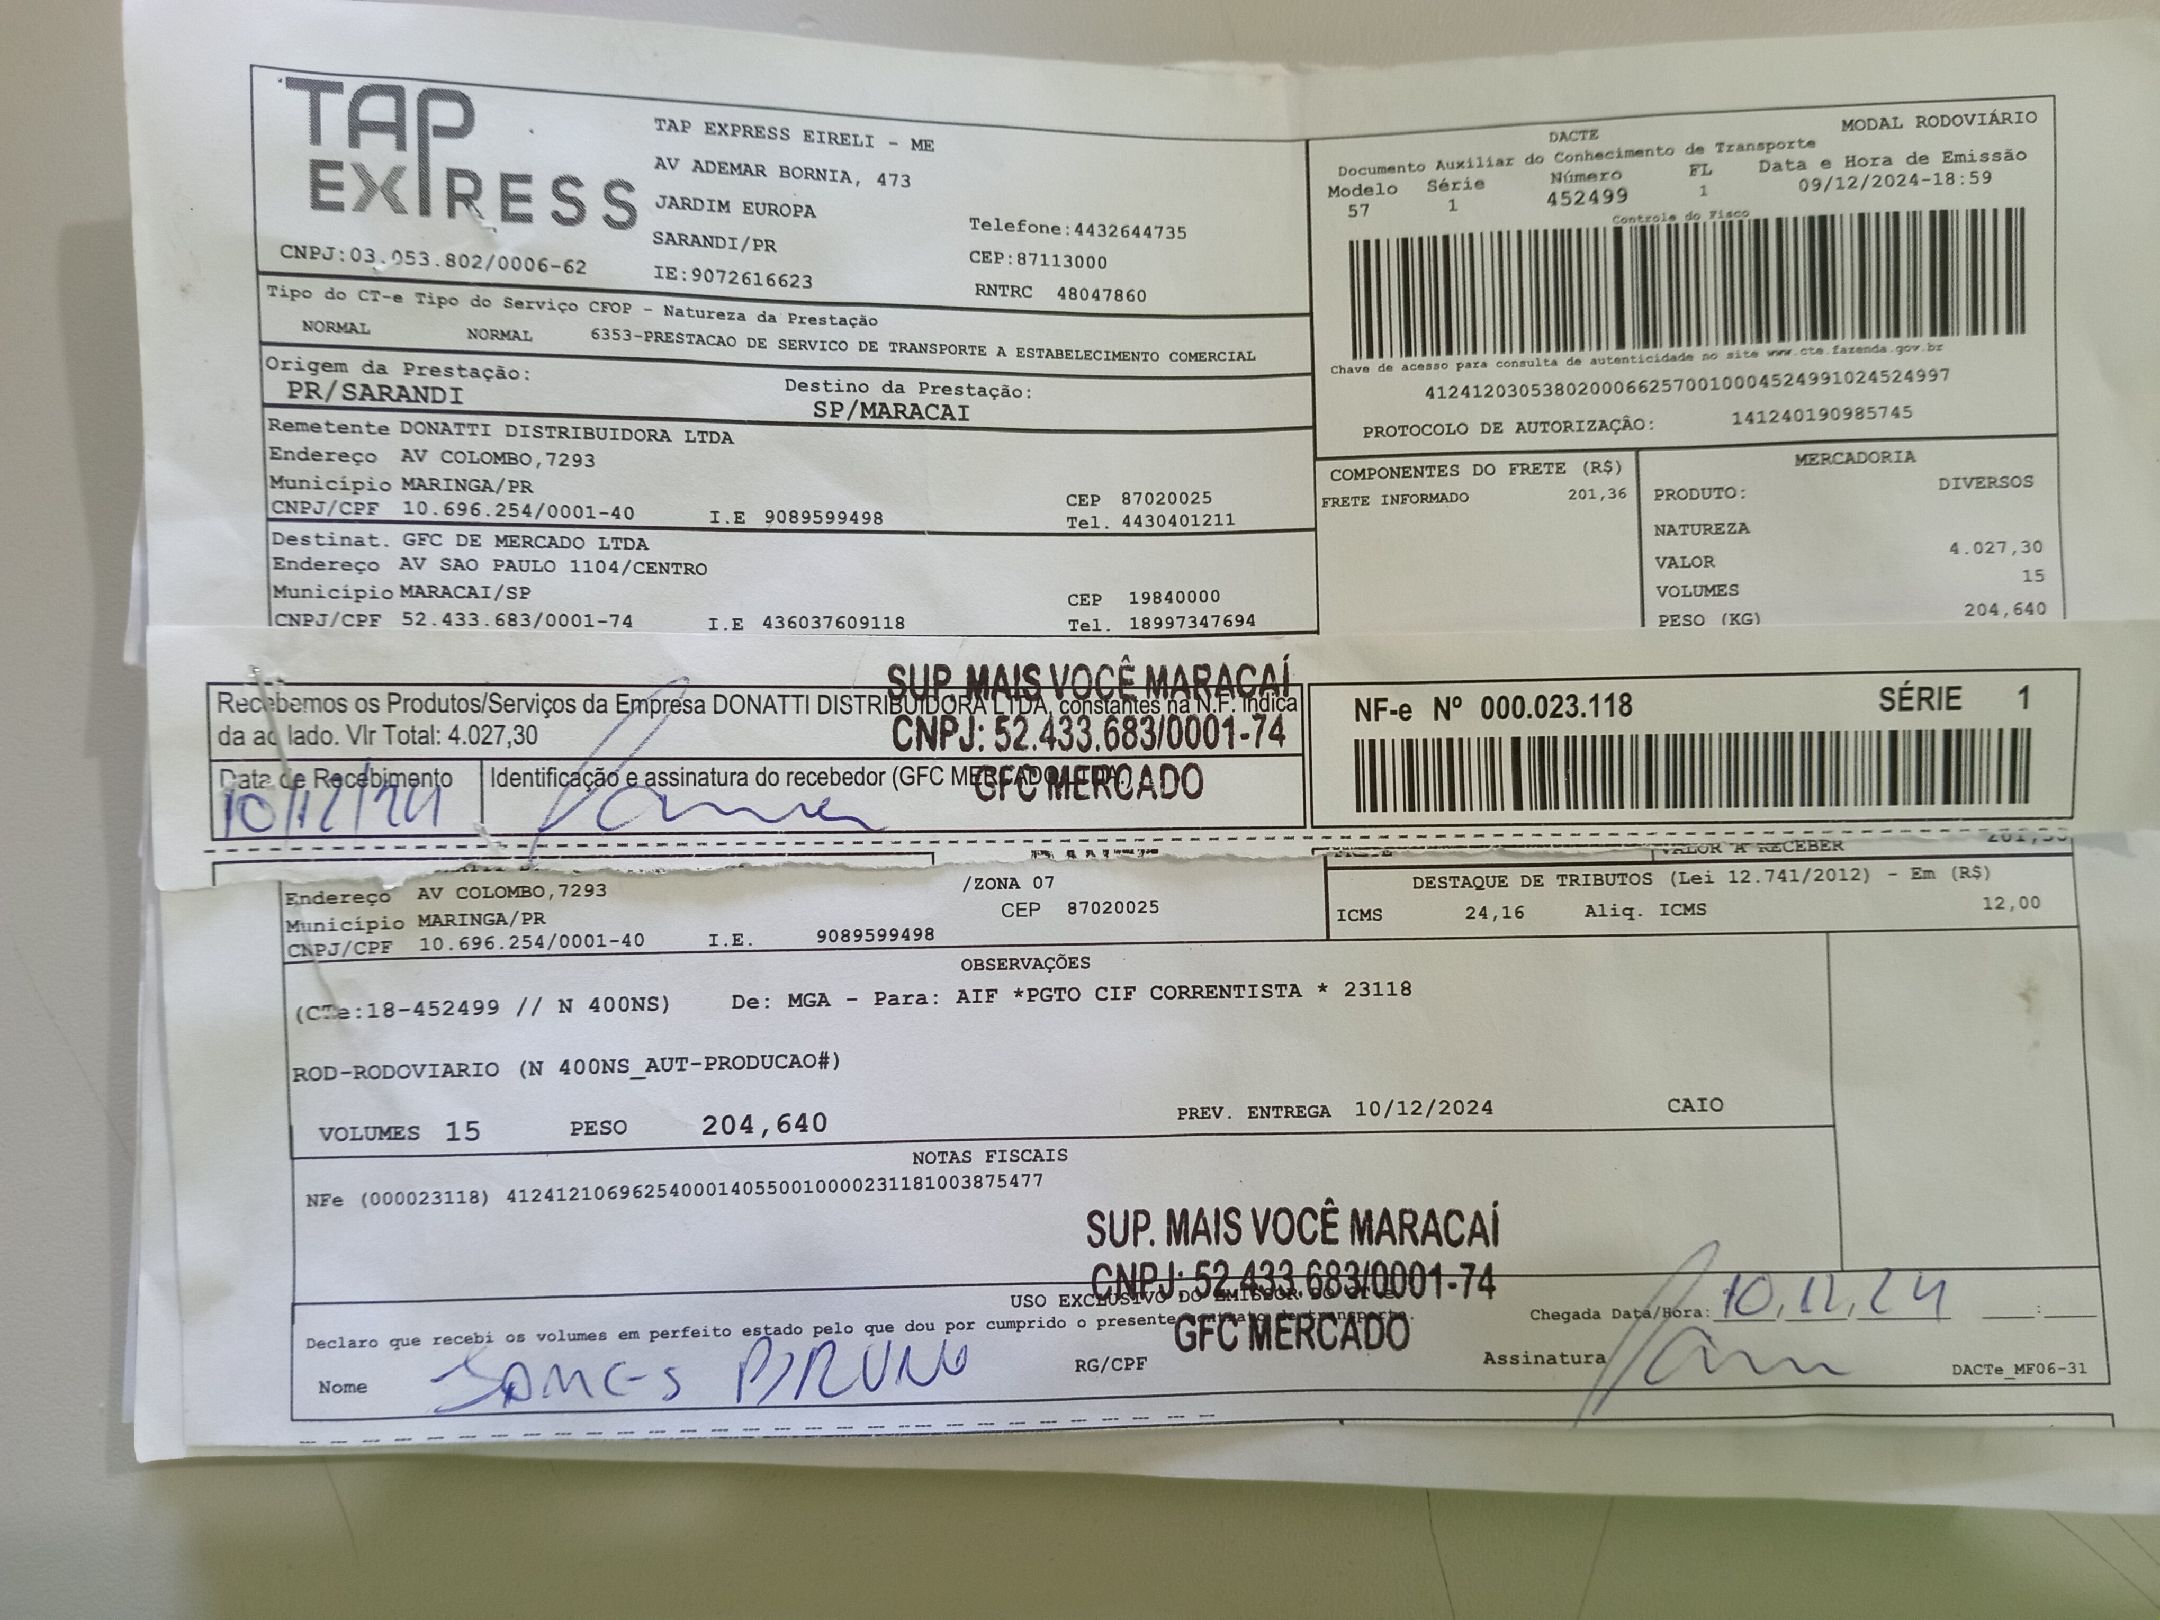 TAP
EXPRESS
CNPJ:03.053.802/0006-62
TAP EXPRESS EIRELI - ME
AV ADEMAR BORNIA, 473
JARDIM EUROPA
SARANDI/PR
IE:9072616623
Telefone:4432644735
CEP:87113000
RNTRC 48047860
DACTE
MODAL RODOVIÁRIO
Documento Auxiliar do Conhecimento de Transporte
Modelo Série Número FL Data e Hora de Emissão
57 1 452499 1 09/12/2024-18:59
Controle do Fisco
Chave de acesso para consulta de autenticidade no site www.cte.fazenda.gov.br
41241203053802000662570010004524991024524997
PROTOCOLO DE AUTORIZAÇÂO: 141240190985745
Tipo do CT-e Tipo do Serviço CFOP - Natureza da Prestação
NORMAL NORMAL 6353-PRESTACAO DE SERVICO DE TRANSPORTE A ESTABELECIMENTO COMERCIAL
Origem da Prestação: Destino da Prestação:
PR/SARANDI SP/MARACAI
Remetente DONATTI DISTRIBUIDORA LTDA
Endereço AV COLOMBO,7293
Município MARINGA/PR CEP 87020025
CNPJ/CPF 10.696.254/0001-40 I.E 9089599498 Tel. 4430401211
Destinat. GFC DE MERCADO LTDA
Endereço AV SAO PAULO 1104/CENTRO
Município MARACAI/SP CEP 19840000
CNPJ/CPF 52.433.683/0001-74 I.E 436037609118 Tel. 18997347694
COMPONENTES DO FRETE (R$)
FRETE INFORMADO 201,36
MERCADORIA
PRODUTO: DIVERSOS
NATUREZA
VALOR 4.027,30
VOLUMES 15
PESO (KG) 204,640
SUP. MAIS VOCÊ MARACAÍ
CNPJ: 52.433.683/0001-74
GFC MERCADO
Recebemos os Produtos/Serviços da Empresa DONATTI DISTRIBUIDORA LTDA, constantes na N.F. indica
da ao lado. Vlr Total: 4.027,30
Data de Recebimento Identificação e assinatura do recebedor (GFC MERCADO LTDA)
10/12/24
NF-e Nº 000.023.118 SÉRIE 1
VALOR A RECEBER 201,36
Endereço AV COLOMBO,7293 /ZONA 07
Município MARINGA/PR CEP 87020025
CNPJ/CPF 10.696.254/0001-40 I.E. 9089599498
DESTAQUE DE TRIBUTOS (Lei 12.741/2012) - Em (R$)
ICMS 24,16 Aliq. ICMS 12,00
OBSERVAÇÕES
(CTe:18-452499 // N 400NS) De: MGA - Para: AIF *PGTO CIF CORRENTISTA * 23118
ROD-RODOVIARIO (N 400NS_AUT-PRODUCAO#)
VOLUMES 15 PESO 204,640 PREV. ENTREGA 10/12/2024 CAIO
NOTAS FISCAIS
NFe (000023118) 41241210696254000140550010000231181003875477
SUP. MAIS VOCÊ MARACAÍ
CNPJ: 52.433.683/0001-74
GFC MERCADO
USO EXCLUSIVO DO EMISSOR DO CT-e
Declaro que recebi os volumes em perfeito estado pelo que dou por cumprido o presente contrato de transporte.
Chegada Data/Hora: 10,12,24 :
Nome James BRUNO RG/CPF Assinatura
DACTe_MF06-31